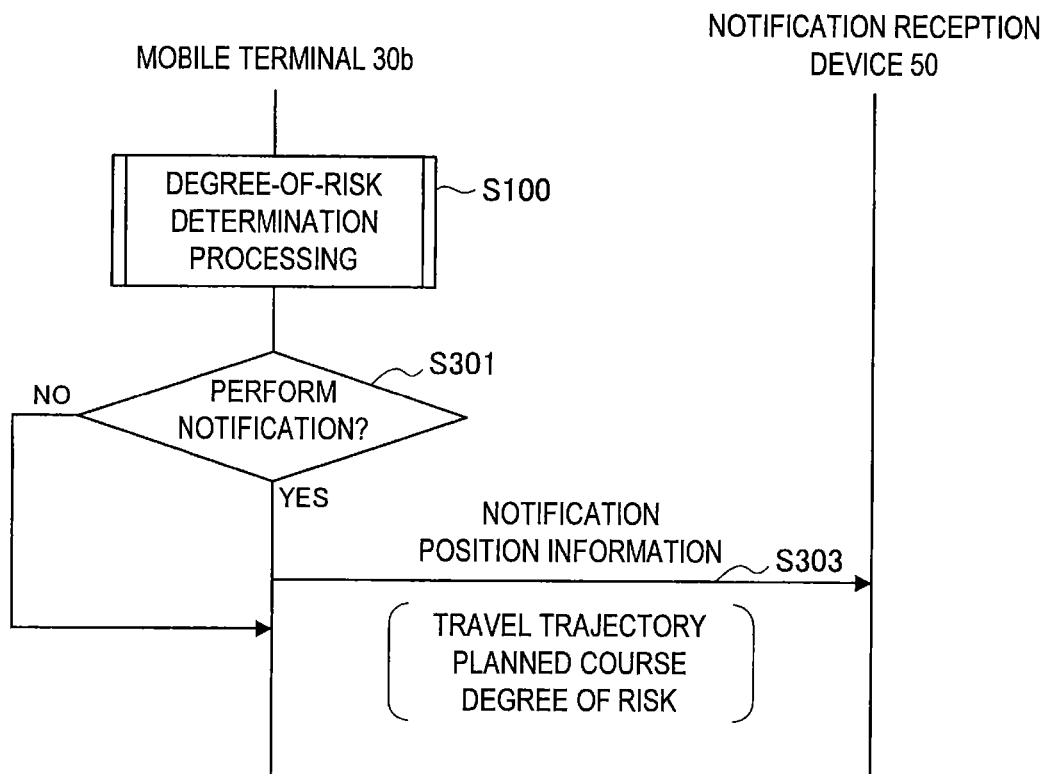 MOBILE TERMINAL 30b
NOTIFICATION RECEPTION
DEVICE 50
DEGREE-OF-RISK
DETERMINATION
PROCESSING
S100
PERFORM
NOTIFICATION?
S301
NO
YES
NOTIFICATION
POSITION INFORMATION
S303
TRAVEL TRAJECTORY
PLANNED COURSE
DEGREE OF RISK